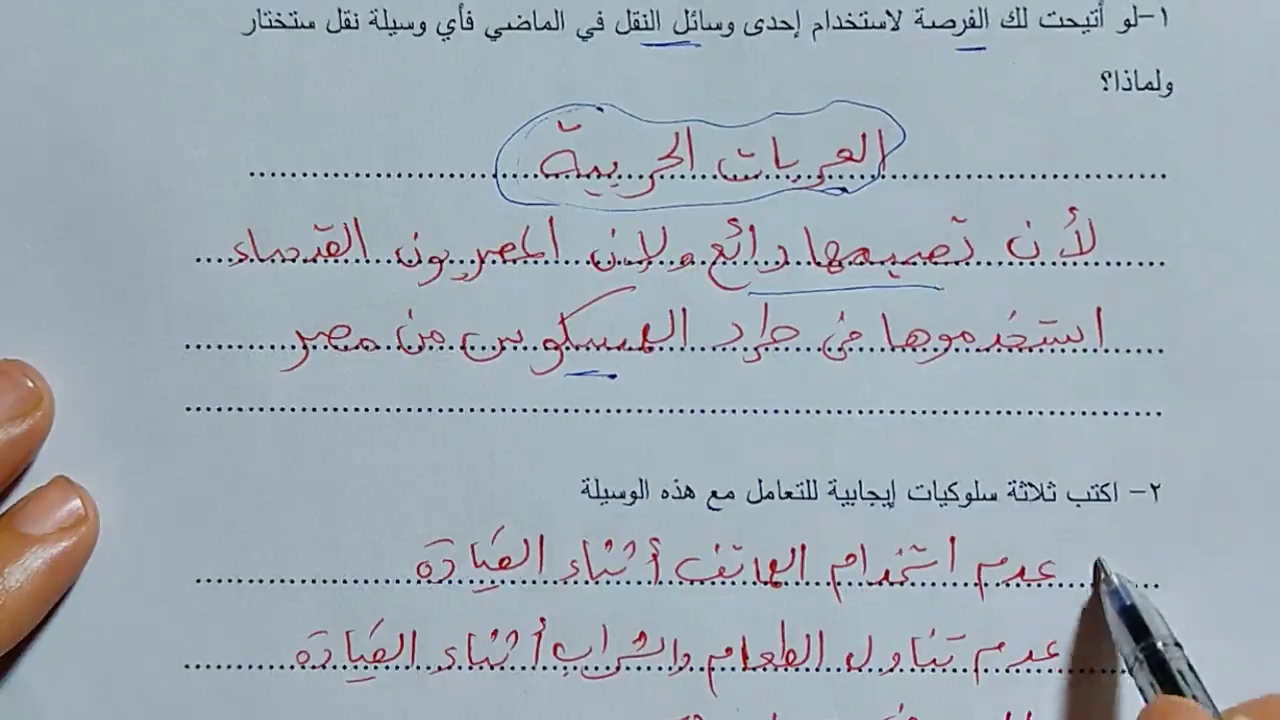 ١-لو أتيحت لك الفرصة لاستخدام إحدى وسائل النقل في الماضي فأي وسيلة نقل ستختار
ولماذا؟
العربات الحربية
لأن تصميمها رائع ولان المصريون القدماء
استخدموها في طرد الهكسوس من مصر
٢- اكتب ثلاثة سلوكيات إيجابية للتعامل مع هذه الوسيلة
عدم استخدام الهاتف أثناء القيادة
عدم تناول الطعام والشراب أثناء القيادة